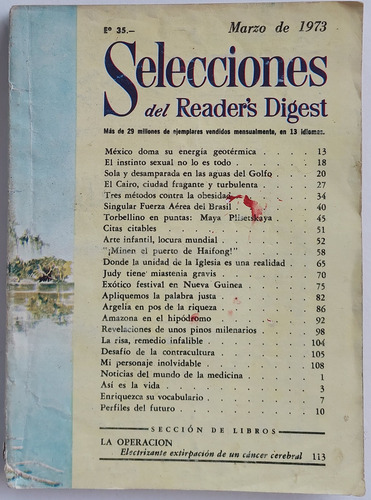 Eº 35.— Marzo de 1973
Selecciones
del Reader's Digest
Más de 29 millones de ejemplares vendidos mensualmente, en 13 idiomas.
México doma su energía geotérmica . . . . 13
El instinto sexual no lo es todo . . . . 18
Sola y desamparada en las aguas del Golfo . . . . 20
El Cairo, ciudad fragante y turbulenta . . . . 27
Tres métodos contra la obesidad . . . . 34
Singular Fuerza Aérea del Brasil . . . . 40
Torbellino en puntas: Maya Plisetskaya . . . . 45
Citas citables . . . . 51
Arte infantil, locura mundial . . . . 52
"¡Minen el puerto de Haifong!" . . . . 58
Donde la unidad de la Iglesia es una realidad . . . . 65
Judy tiene miastenia gravis . . . . 70
Exótico festival en Nueva Guinea . . . . 75
Apliquemos la palabra justa . . . . 82
Argelia en pos de la riqueza . . . . 86
Amazona en el hipódromo . . . . 92
Revelaciones de unos pinos milenarios . . . . 98
La risa, remedio infalible . . . . 104
Desafío de la contracultura . . . . 105
Mi personaje inolvidable . . . . 108
Noticias del mundo de la medicina . . . . 1
Así es la vida . . . . 3
Enriquezca su vocabulario . . . . 7
Perfiles del futuro . . . . 10
SECCIÓN DE LIBROS
LA OPERACION
Electrizante extirpación de un cáncer cerebral 113